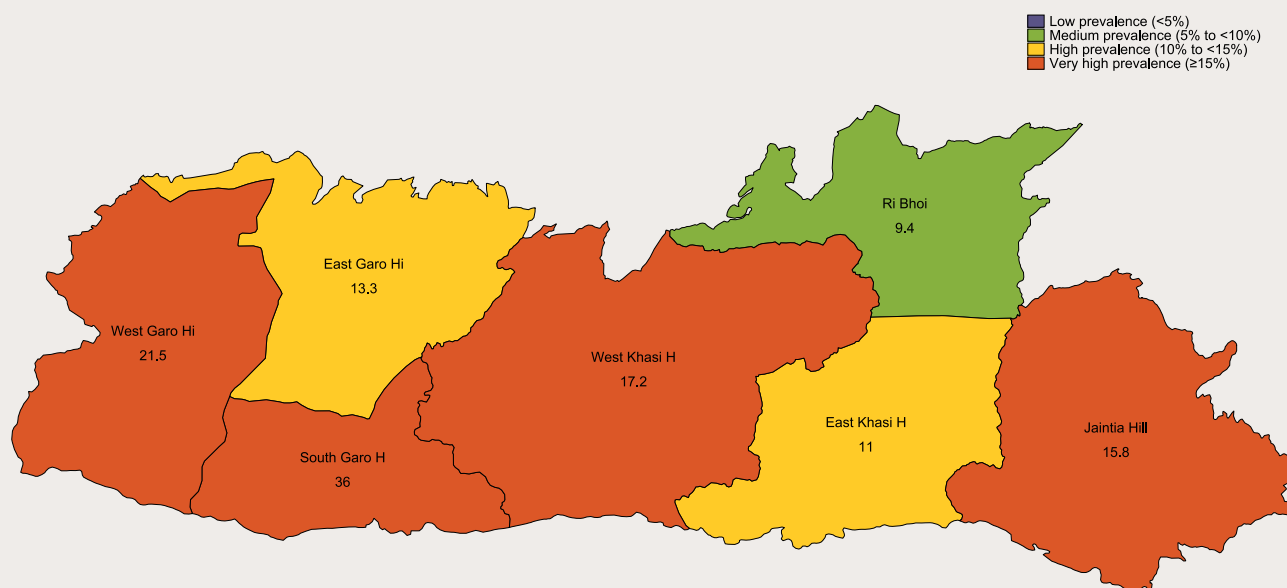 Low prevalence (<5%)
Medium prevalence (5% to <10%)
High prevalence (10% to <15%)
Very high prevalence (≥15%)
Ri Bhoi
9.4
East Garo Hi
13.3
West Garo Hi
21.5
West Khasi H
17.2
East Khasi H
11
Jaintia Hill
15.8
South Garo H
36